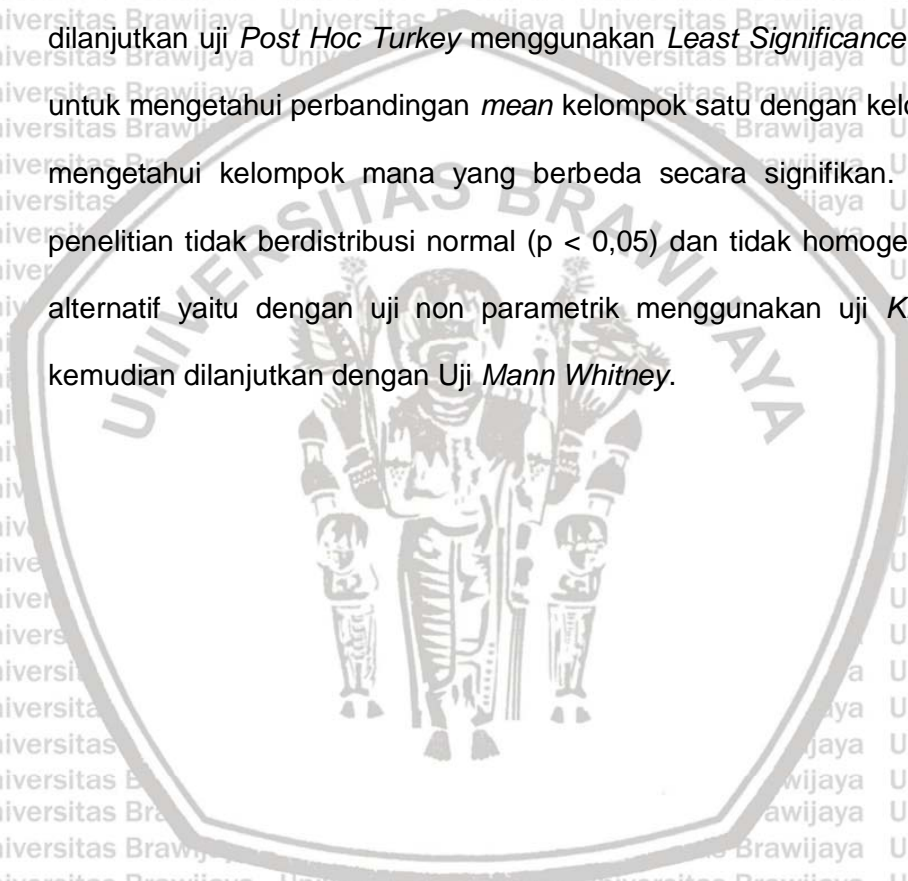 dilanjutkan uji Post Hoc Turkey menggunakan Least Significance
untuk mengetahui perbandingan mean kelompok satu dengan
mengetahui kelompok mana yang berbeda secara signifikan.
penelitian tidak berdistribusi normal (p < 0,05) dan tidak
alternatif yaitu dengan uji non parametrik menggunakan uji
kemudian dilanjutkan dengan Uji Mann Whitney.
UNIVERSITAS BRAWIJAYA